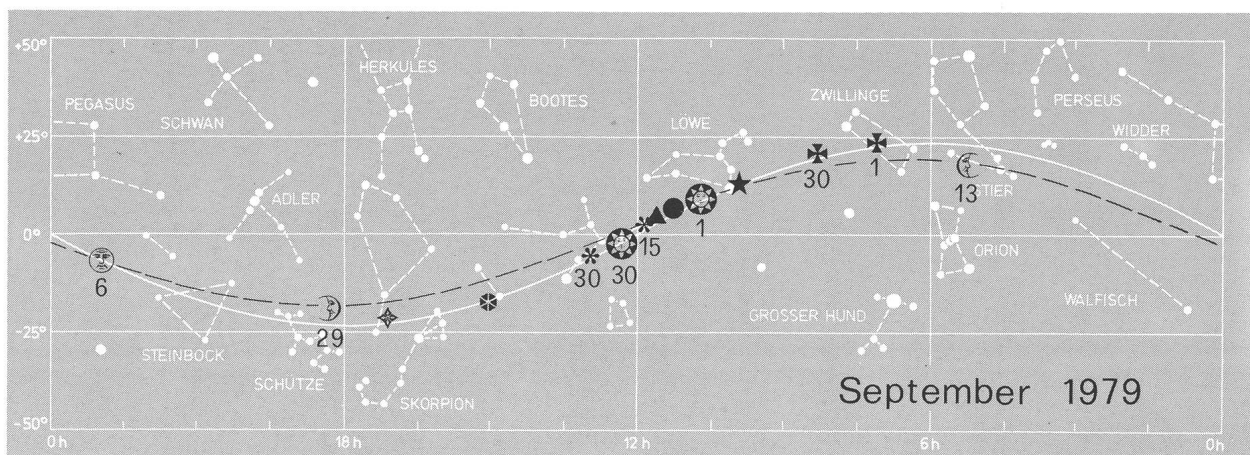 +50°
HERKULES
PEGASUS
SCHWAN
BOOTES
ZWILLINGE
PERSEUS
LÖWE
WIDDER
+25°
30
1
13
STIER
ADLER
1
0°
15
ORION
6
30
30
29
WALFISCH
GROSSER HUND
-25°
STEINBOCK
SCHÜTZE
SKORPION
September 1979
-50°
0h
18h
12h
6h
0h